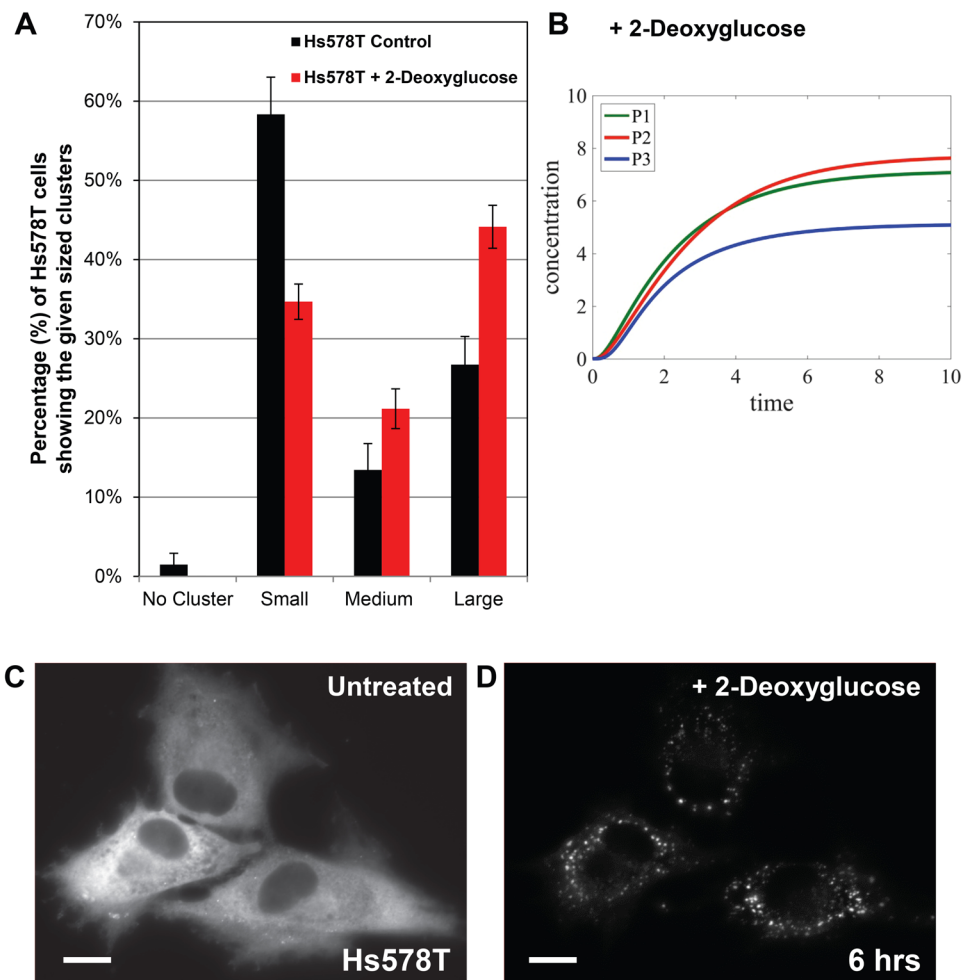 A
Percentage (%) of Hs578T cells
showing the given sized clusters
70%
60%
50%
40%
30%
20%
10%
0%
Hs578T Control
Hs578T + 2-Deoxyglucose
No Cluster Small Medium Large
B + 2-Deoxyglucose
concentration
10
8
6
4
2
0
P1
P2
P3
0 2 4 6 8 10
time
C
Untreated
Hs578T
D
+ 2-Deoxyglucose
6 hrs